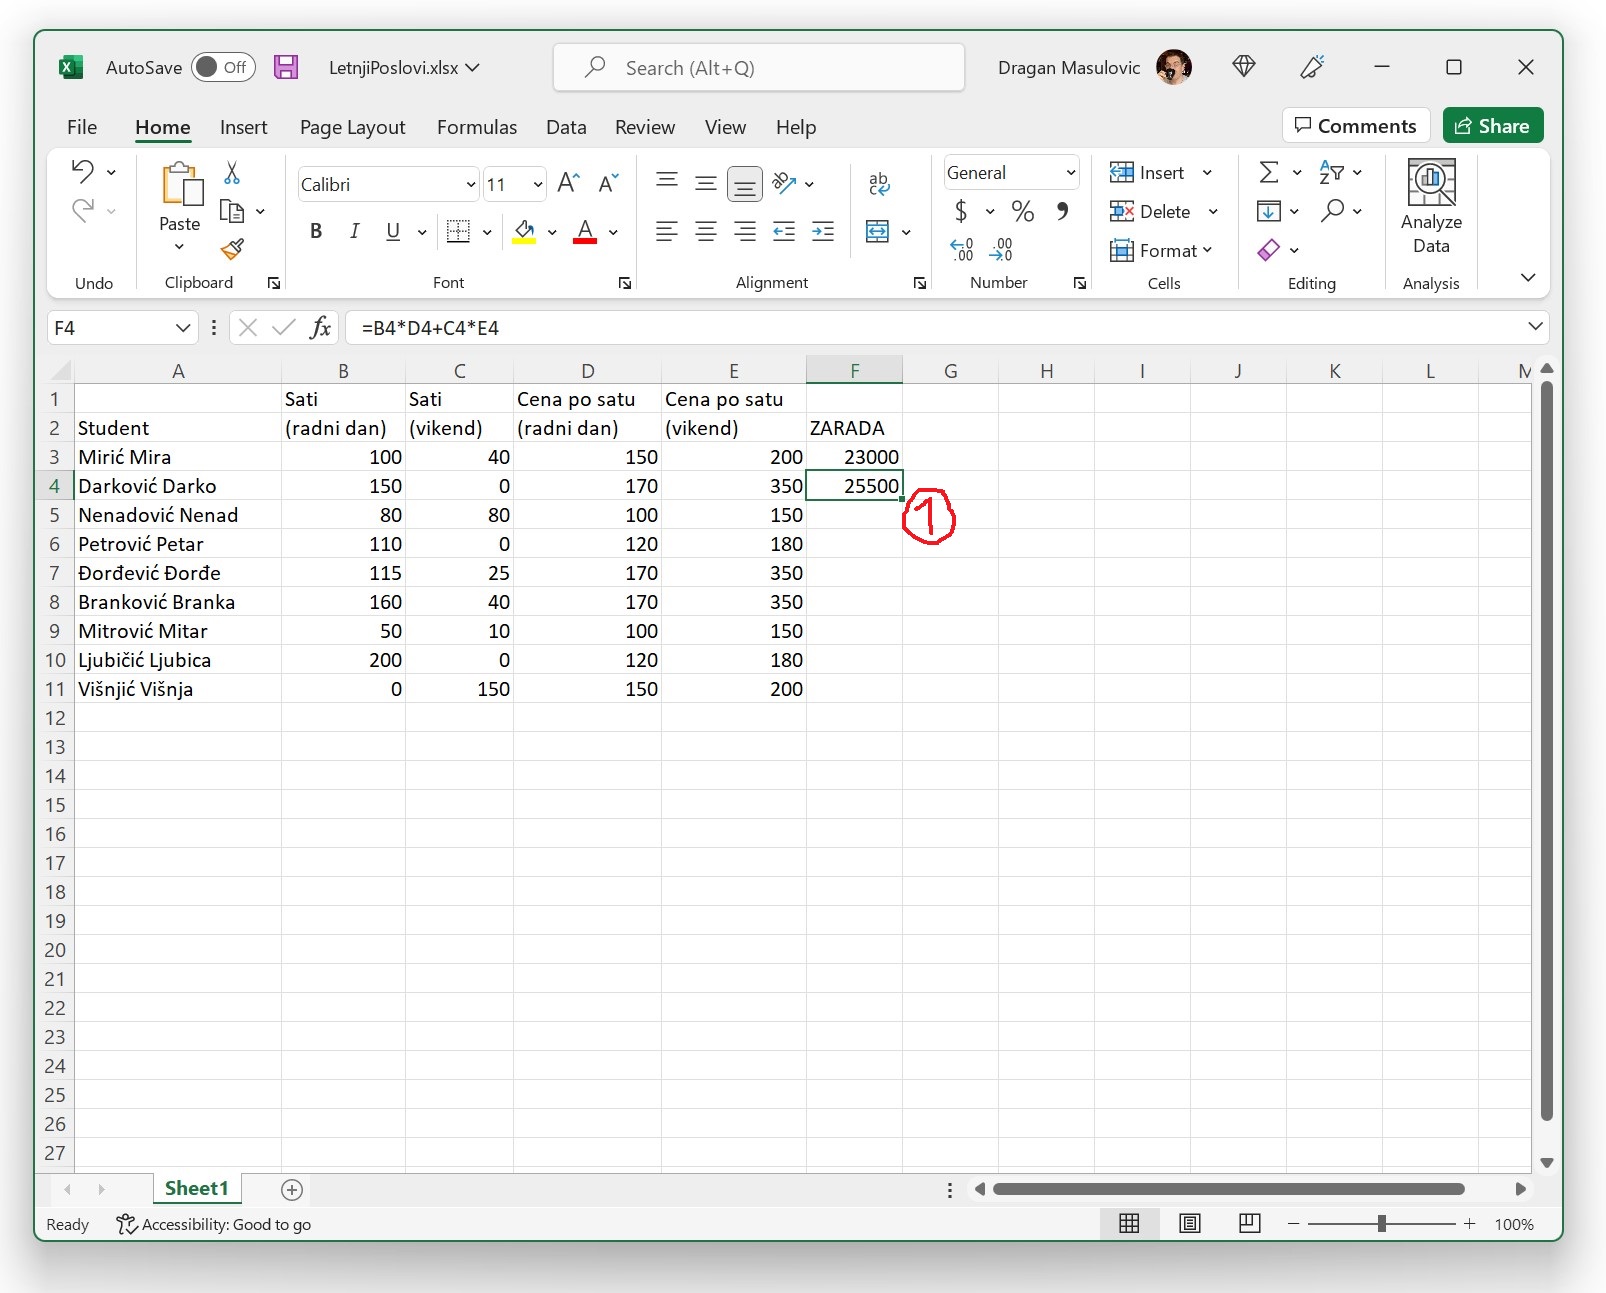 AutoSave Off LetnjiPoslovi.xlsx Search (Alt+Q) Dragan Masulovic
File Home Insert Page Layout Formulas Data Review View Help Comments Share
Paste
Calibri 11
B I U A
General
$ % 9
Insert
Delete
Format
Analyze
Data
Undo Clipboard Font Alignment Number Cells Editing Analysis
F4 fx =B4*D4+C4*E4
A B C D E F G H I J K L M
1 Sati Sati Cena po satu Cena po satu
2 Student (radni dan) (vikend) (radni dan) (vikend) ZARADA
3 Mirić Mira 100 40 150 200 23000
4 Darković Darko 150 0 170 350 25500
1
5 Nenadović Nenad 80 80 100 150
6 Petrović Petar 110 0 120 180
7 Đorđević Đorđe 115 25 170 350
8 Branković Branka 160 40 170 350
9 Mitrović Mitar 50 10 100 150
10 Ljubičić Ljubica 200 0 120 180
11 Višnjić Višnja 0 150 150 200
12
13
14
15
16
17
18
19
20
21
22
23
24
25
26
27
Sheet1
Ready Accessibility: Good to go 100%